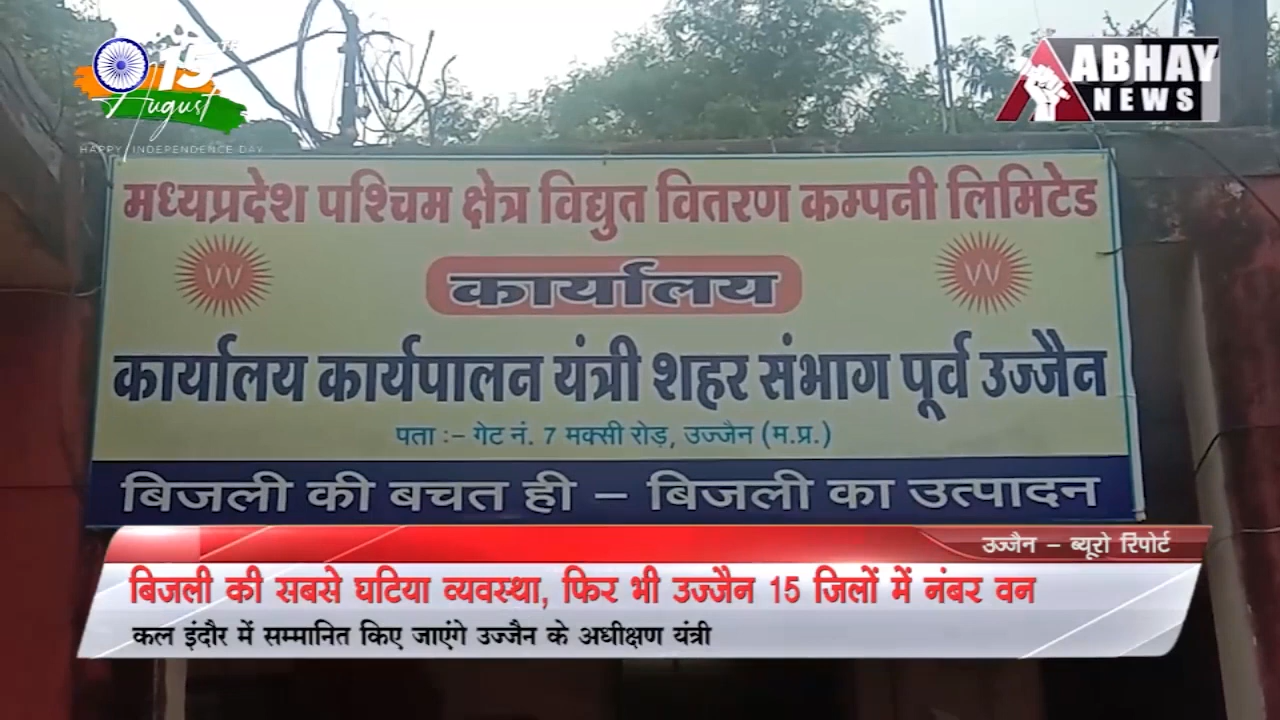 15TH
August
HAPPY INDEPENDENCE DAY
ABHAY
NEWS
मध्यप्रदेश पश्चिम क्षेत्र विद्युत वितरण कम्पनी लिमिटेड
कार्यालय
कार्यालय कार्यपालन यंत्री शहर संभाग पूर्व उज्जैन
पता :- गेट नं. 7 मक्सी रोड़, उज्जैन (म.प्र.)
बिजली की बचत ही – बिजली का उत्पादन
उज्जैन – ब्यूरो रिपोर्ट
बिजली की सबसे घटिया व्यवस्था, फिर भी उज्जैन 15 जिलों में नंबर वन
कल इंदौर में सम्मानित किए जाएंगे उज्जैन के अधीक्षण यंत्री